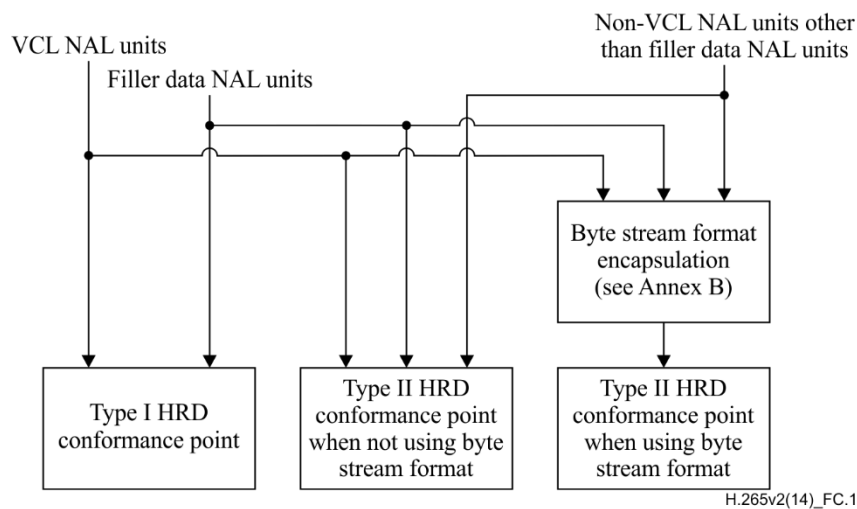 Non-VCL NAL units other
than filler data NAL units
VCL NAL units
Filler data NAL units
Byte stream format
encapsulation
(see Annex B)
Type I HRD
conformance point
Type II HRD
conformance point
when not using byte
stream format
Type II HRD
conformance point
when using byte
stream format
H.265v2(14)_FC.1